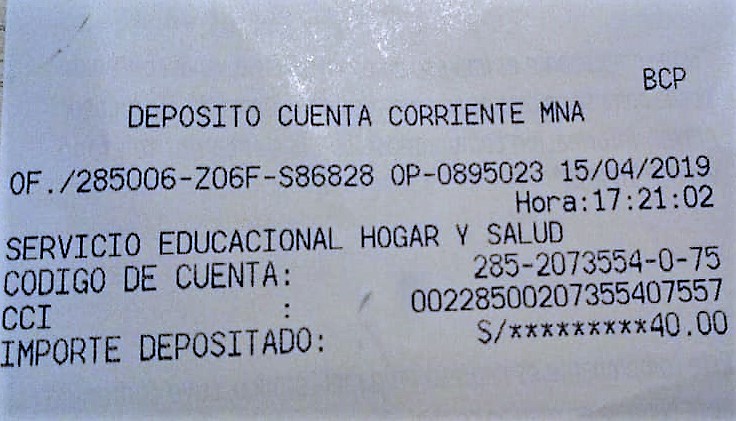 BCP
DEPOSITO CUENTA CORRIENTE MNA
OF./285006-Z06F-S86828 OP-0895023 15/04/2019
Hora:17:21:02
SERVICIO EDUCACIONAL HOGAR Y SALUD
CODIGO DE CUENTA: 285-2073554-0-75
CCI : 00228500207355407557
IMPORTE DEPOSITADO: S/*********40.00